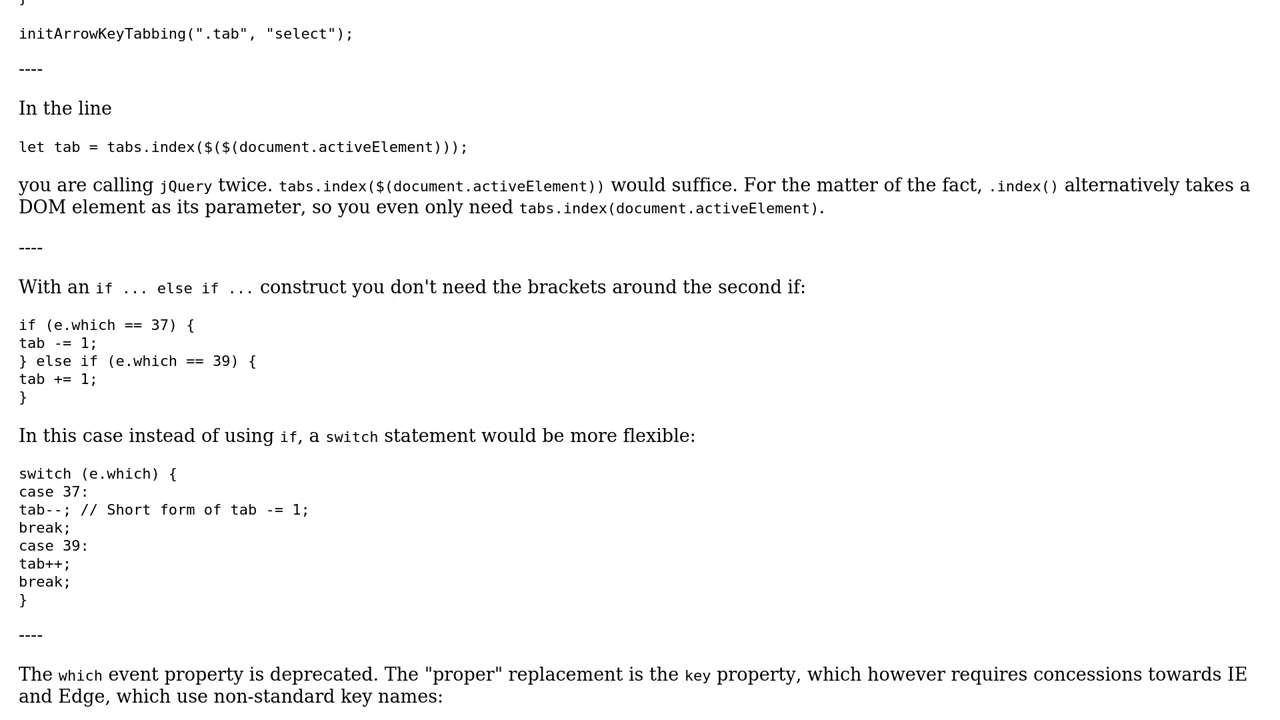 }
initArrowKeyTabbing(".tab", "select");
----
In the line
let tab = tabs.index($($(document.activeElement)));
you are calling jQuery twice. tabs.index($(document.activeElement)) would suffice. For the matter of the fact, .index() alternatively takes a
DOM element as its parameter, so you even only need tabs.index(document.activeElement).
----
With an if ... else if ... construct you don't need the brackets around the second if:
if (e.which == 37) {
tab -= 1;
} else if (e.which == 39) {
tab += 1;
}
In this case instead of using if, a switch statement would be more flexible:
switch (e.which) {
case 37:
tab--; // Short form of tab -= 1;
break;
case 39:
tab++;
break;
}
----
The which event property is deprecated. The "proper" replacement is the key property, which however requires concessions towards IE
and Edge, which use non-standard key names: